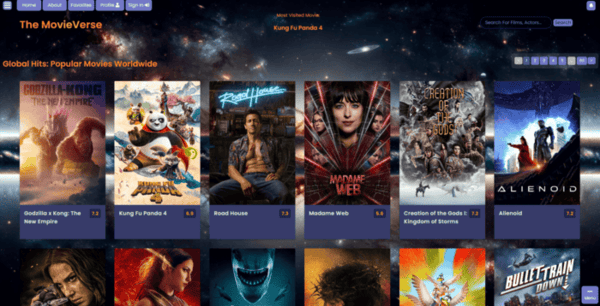 Home About Favorites Profile Sign In
Most Visited Movie:
The MovieVerse
Kung Fu Panda 4
Search For Films, Actors...
Search
Global Hits: Popular Movies Worldwide
1 2 3 4 5
GODZILLA KONG
THE NEW EMPIRE
KUNG FU
PANDA
4
Road House
MADAME
WEB
CREATION
OF THE
GODS
ALIENOID
Godzilla x Kong: The
New Empire
7.2
Kung Fu Panda 4
6.9
Road House
7.3
Madame Web
5.6
Creation of the Gods I:
Kingdom of Storms
7.2
Alienoid
7.2
BULLET TRAIN
DOWN